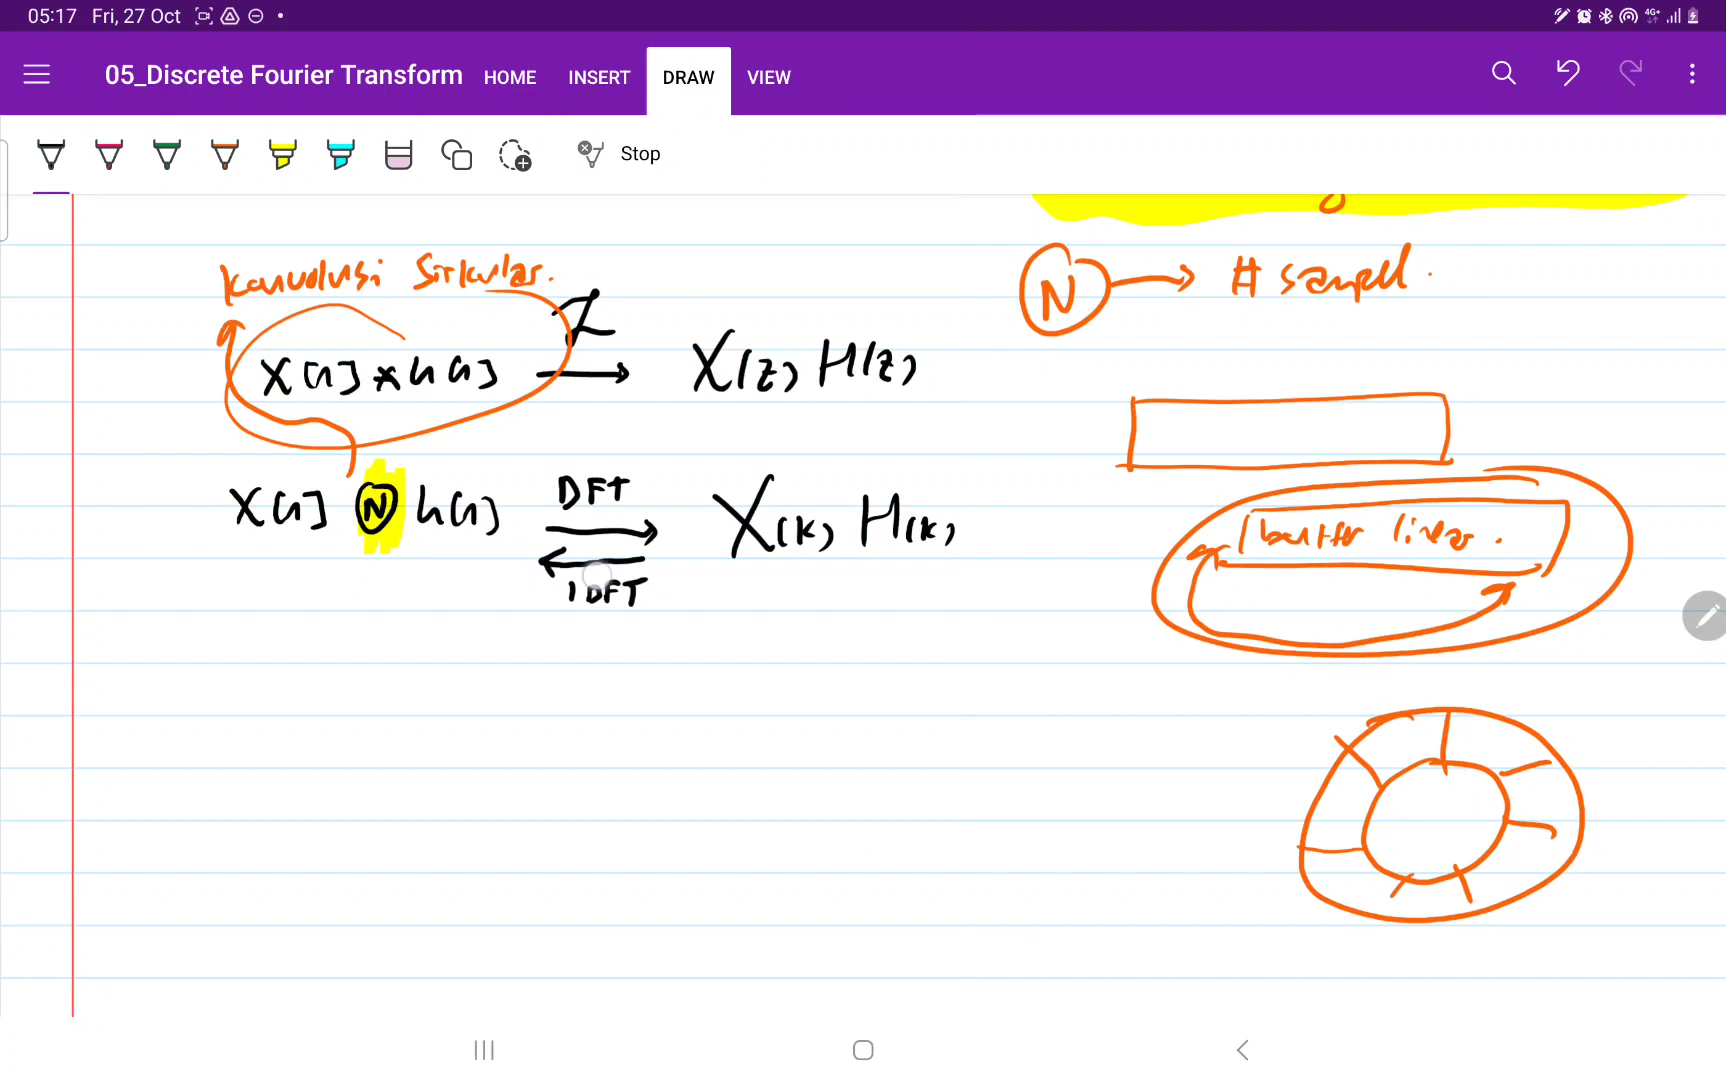 05:17 Fri, 27 Oct
4G+
05_Discrete Fourier Transform HOME INSERT DRAW VIEW
Stop
Konvolusi Sirkular.
N → # sampel.
x[n] * h[n] Z → X(z) H(z)
x[n] Ⓝ h[n] DFT X(k) H(k)
IDFT
buffer linear.